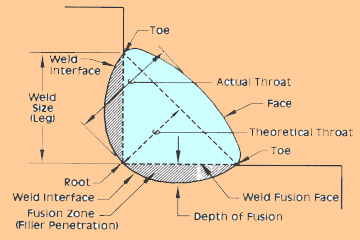 Toe
Weld
Interface
Actual Throat
Weld
Size
(Leg)
Face
Theoretical Throat
Toe
Root
Weld Interface
Weld Fusion Face
Fusion Zone
(Filler Penetration)
Depth of Fusion